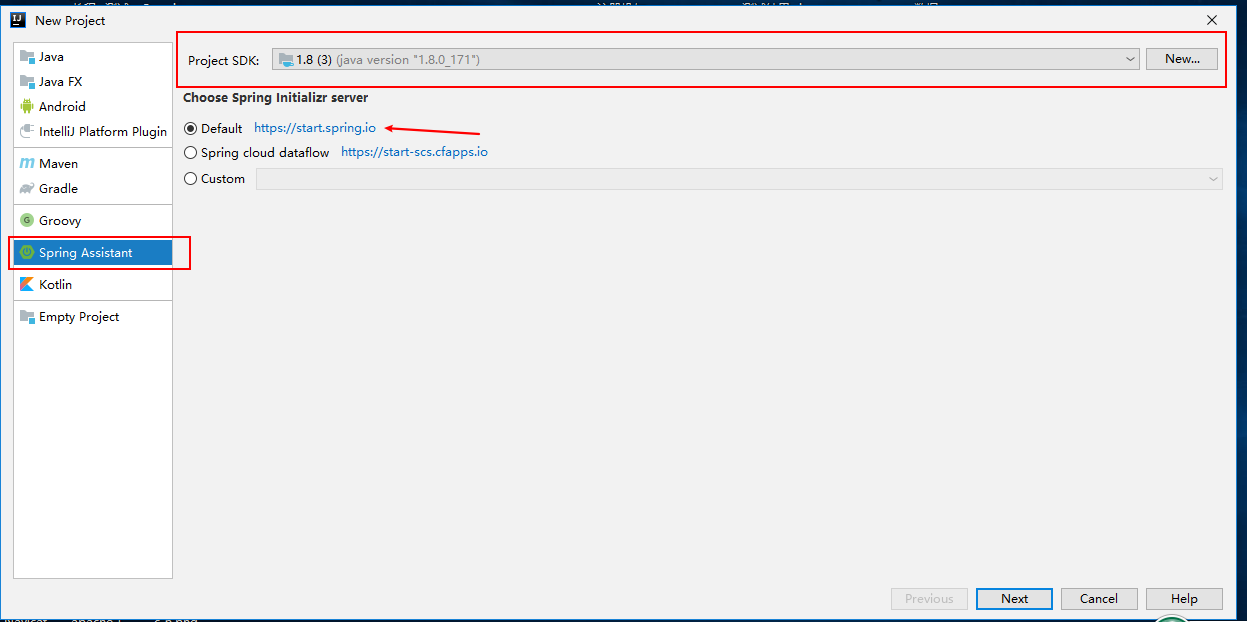 New Project
Java
Java FX
Android
IntelliJ Platform Plugin
Maven
Gradle
Groovy
Spring Assistant
Kotlin
Empty Project
Project SDK: 1.8 (3) (java version "1.8.0_171") New...
Choose Spring Initializr server
Default https://start.spring.io
Spring cloud dataflow https://start-scs.cfapps.io
Custom
Previous Next Cancel Help